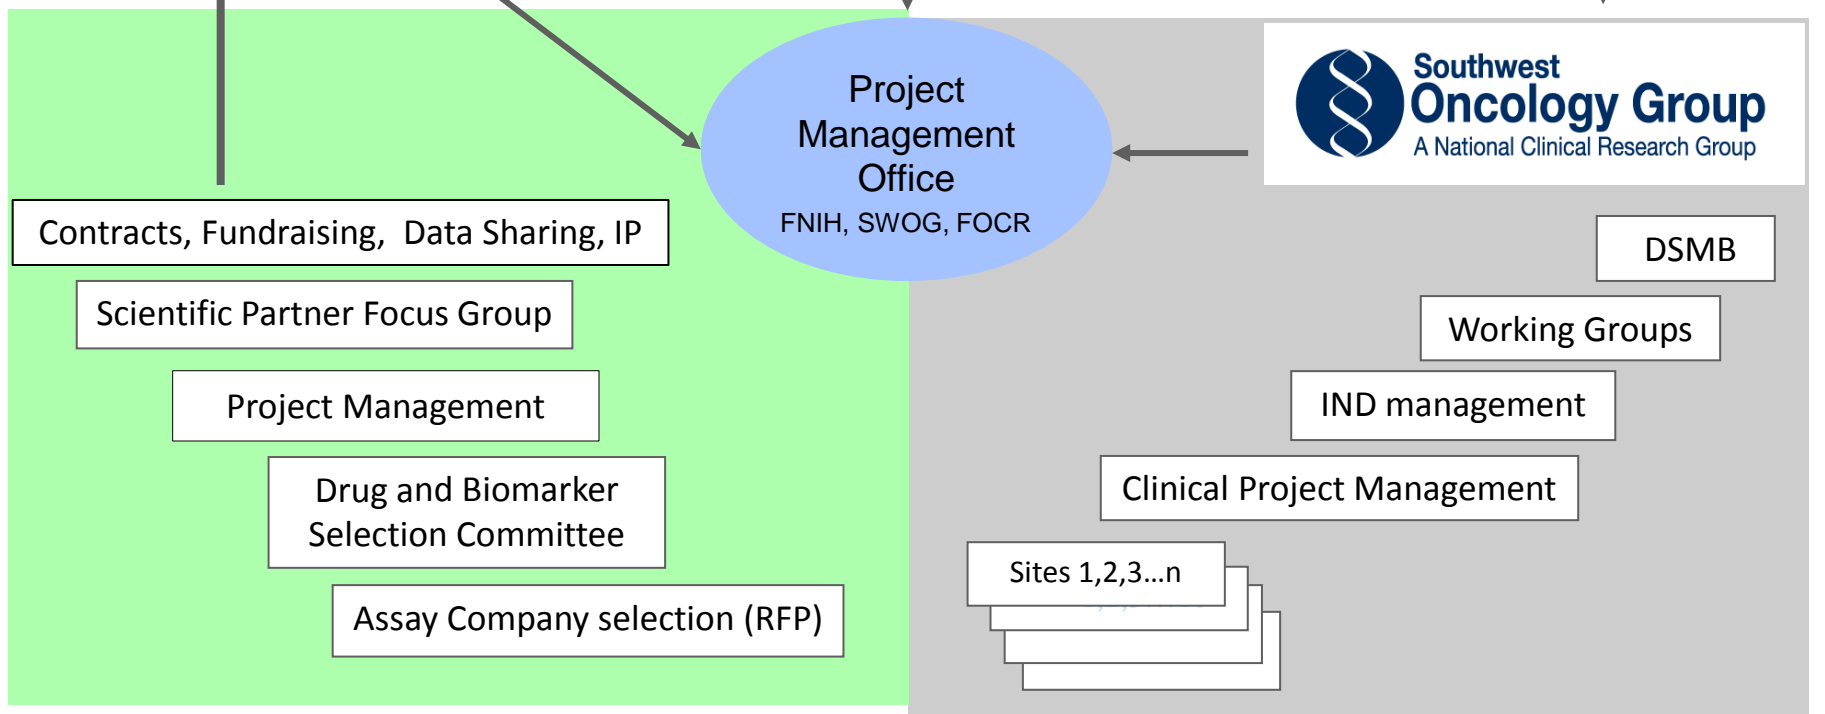 Project
Management
Office
FNIH, SWOG, FOCR
Southwest
Oncology Group
A National Clinical Research Group
Contracts, Fundraising, Data Sharing, IP
Scientific Partner Focus Group
Project Management
Drug and Biomarker
Selection Committee
Assay Company selection (RFP)
DSMB
Working Groups
IND management
Clinical Project Management
Sites 1,2,3...n